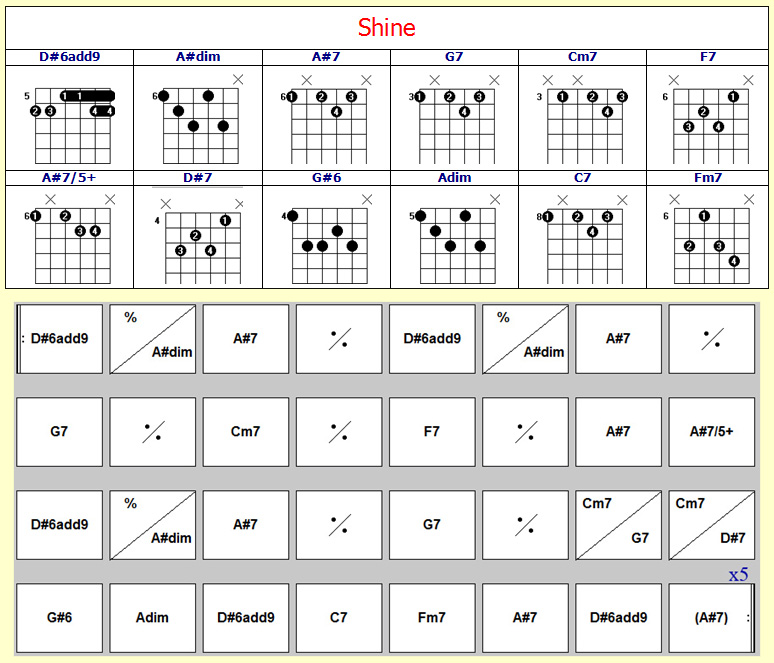 Shine
D#6add9 A#dim A#7 G7 Cm7 F7
5 1 1 2 3 4 4
6
6 1 2 3 4
3 1 2 3 4
3 1 2 3 4
6 1 2 3 4
A#7/5+ D#7 G#6 Adim C7 Fm7
6 1 2 3 4
4 1 2 3 4
4
5
8 1 2 3 4
6 1 2 3 4
: D#6add9 % A#dim A#7 % D#6add9 % A#dim A#7 %
G7 % Cm7 % F7 % A#7 A#7/5+
D#6add9 % A#dim A#7 % G7 % Cm7 G7 Cm7 D#7
x5
G#6 Adim D#6add9 C7 Fm7 A#7 D#6add9 (A#7) :